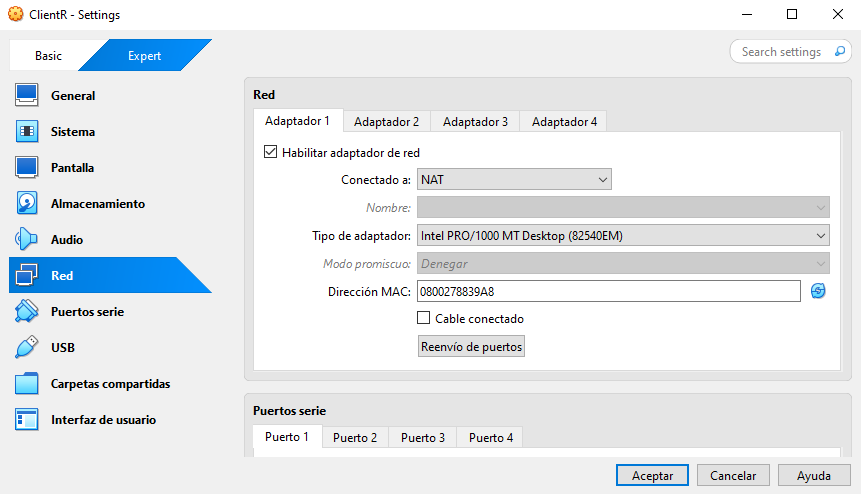 ClientR - Settings
Basic
Expert
Search settings
General
Sistema
Pantalla
Almacenamiento
Audio
Red
Puertos serie
USB
Carpetas compartidas
Interfaz de usuario
Red
Adaptador 1
Adaptador 2
Adaptador 3
Adaptador 4
Habilitar adaptador de red
Conectado a: NAT
Nombre:
Tipo de adaptador: Intel PRO/1000 MT Desktop (82540EM)
Modo promiscuo: Denegar
Dirección MAC: 0800278839A8
Cable conectado
Reenvío de puertos
Puertos serie
Puerto 1
Puerto 2
Puerto 3
Puerto 4
Aceptar
Cancelar
Ayuda